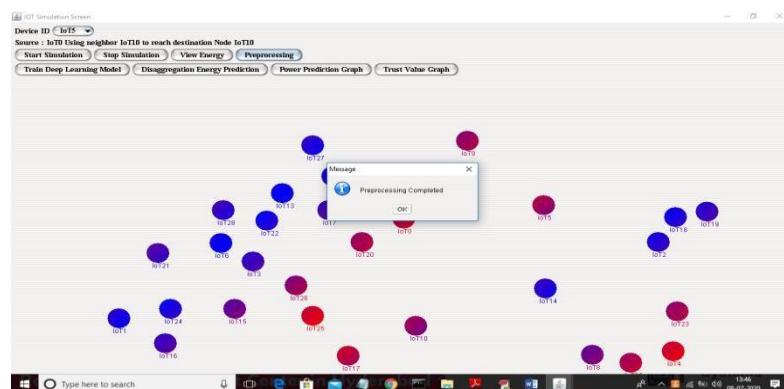 IOT Simulation Screen
Device ID IoT5
Source : IoT0 Using neighbor IoT10 to reach destination Node IoT10
Start Simulation Stop Simulation View Energy Preprocessing
Train Deep Learning Model Disaggregation Energy Prediction Power Prediction Graph Trust Value Graph
IoT27
IoT9
Message
Preprocessing Completed
OK
IoT13
IoT28
IoT22
IoT7
IoT0
IoT5
IoT18
IoT19
IoT6
IoT20
IoT2
IoT21
IoT3
IoT14
IoT1
IoT24
IoT15
IoT10
IoT23
IoT16
IoT17
IoT8
IoT4
Type here to search
13:46
08-07-2020